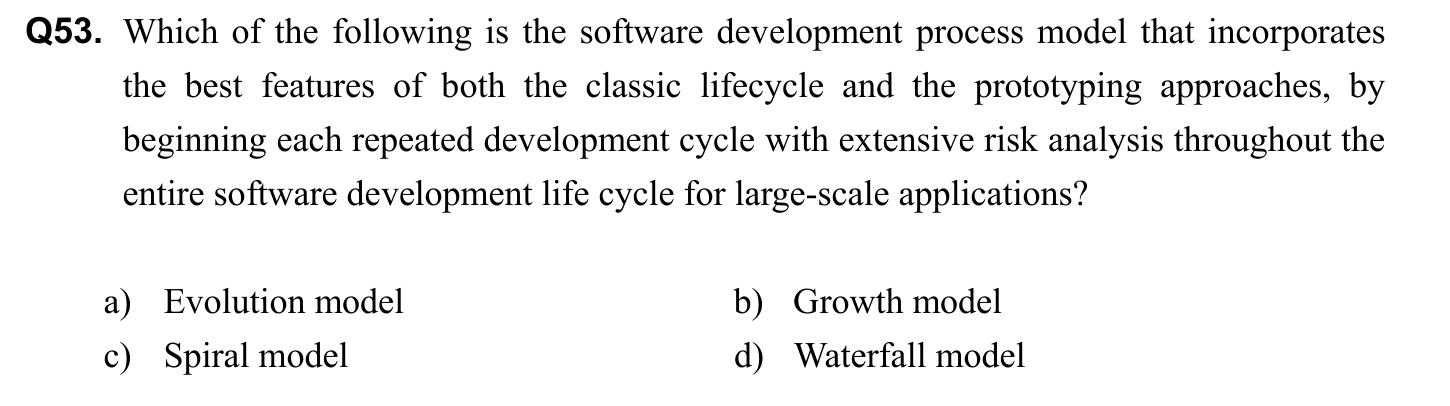 Q53. Which of the following is the software development process model that incorporates
the best features of both the classic lifecycle and the prototyping approaches, by
beginning each repeated development cycle with extensive risk analysis throughout the
entire software development life cycle for large-scale applications?
a) Evolution model b) Growth model
c) Spiral model d) Waterfall model